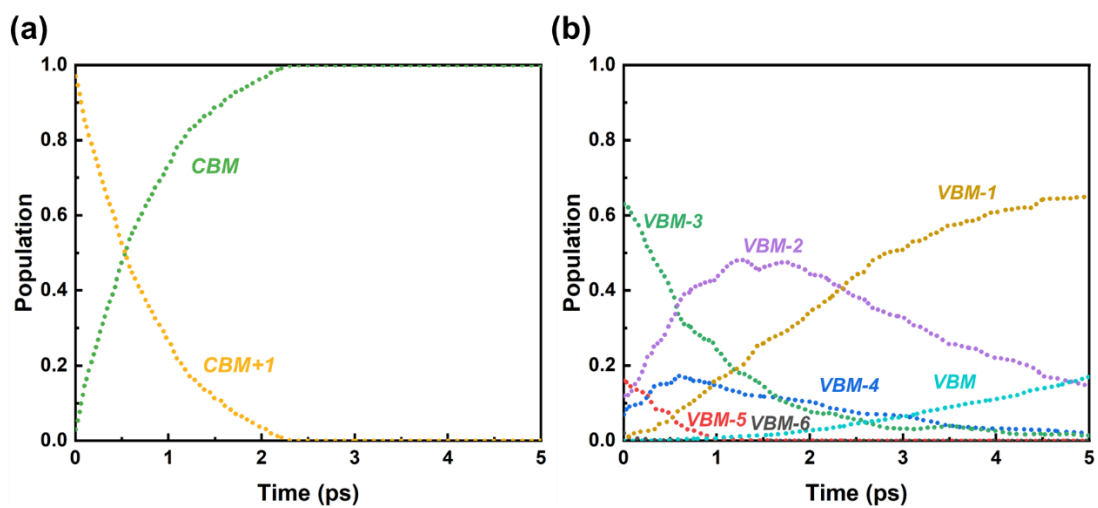 (a)
1.0
0.8
0.6
0.4
0.2
0.0
Population
CBM
CBM+1
0
1
2
3
4
5
Time (ps)
(b)
1.0
0.8
0.6
0.4
0.2
0.0
Population
VBM-3
VBM-2
VBM-1
VBM-4
VBM
VBM-5
VBM-6
0
1
2
3
4
5
Time (ps)